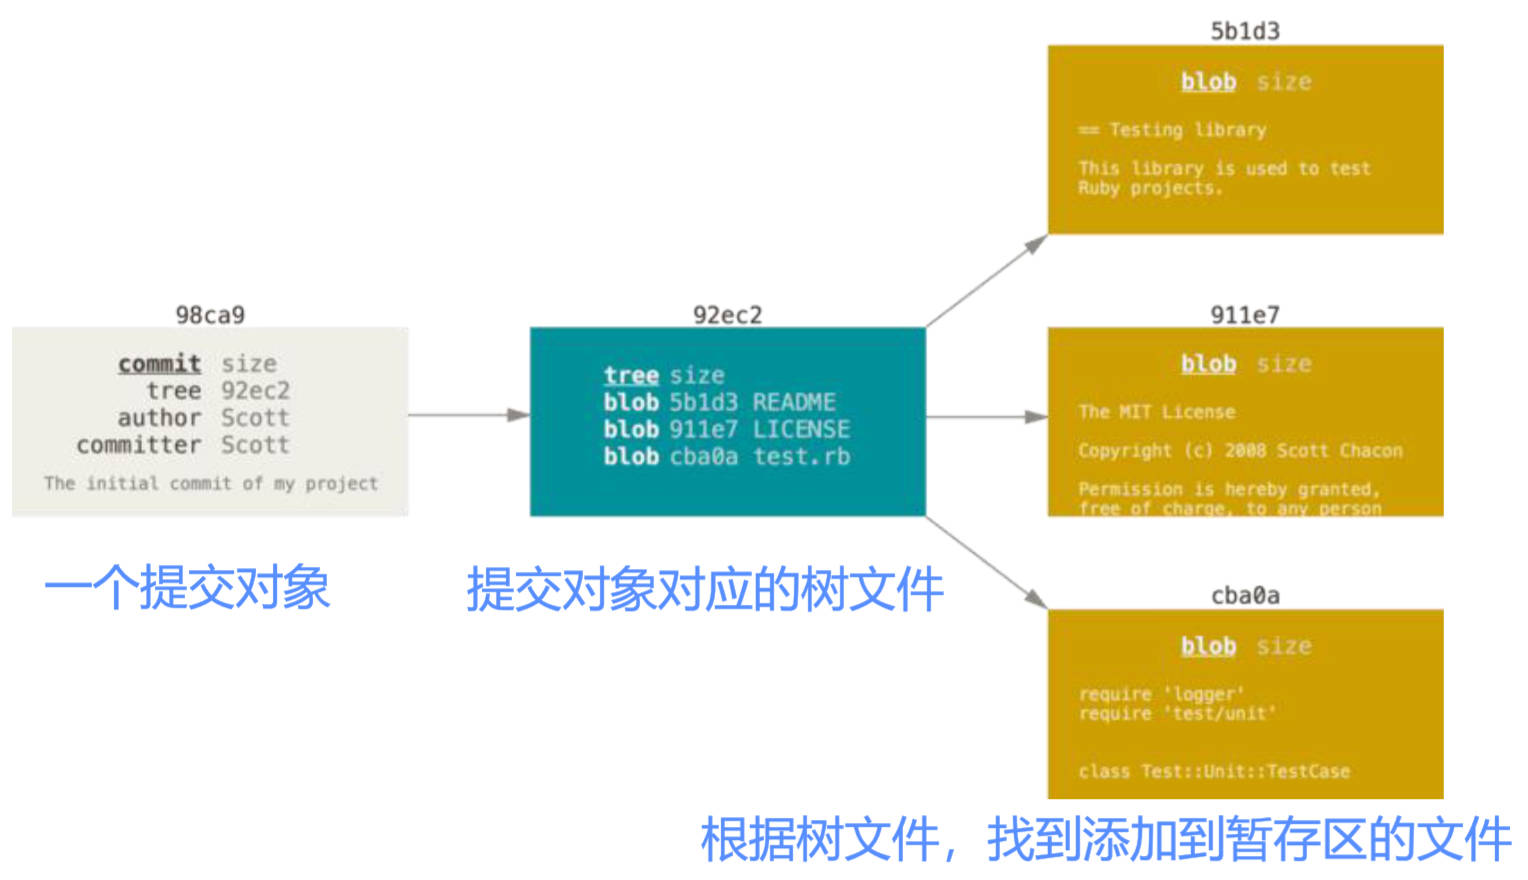 98ca9
commit size
tree 92ec2
author Scott
committer Scott
The initial commit of my project
一个提交对象
92ec2
tree size
blob 5b1d3 README
blob 911e7 LICENSE
blob cba0a test.rb
提交对象对应的树文件
5b1d3
blob size
== Testing library
This library is used to test
Ruby projects.
911e7
blob size
The MIT License
Copyright (c) 2008 Scott Chacon
Permission is hereby granted,
free of charge, to any person
cba0a
blob size
require 'logger'
require 'test/unit'
class Test::Unit::TestCase
根据树文件，找到添加到暂存区的文件